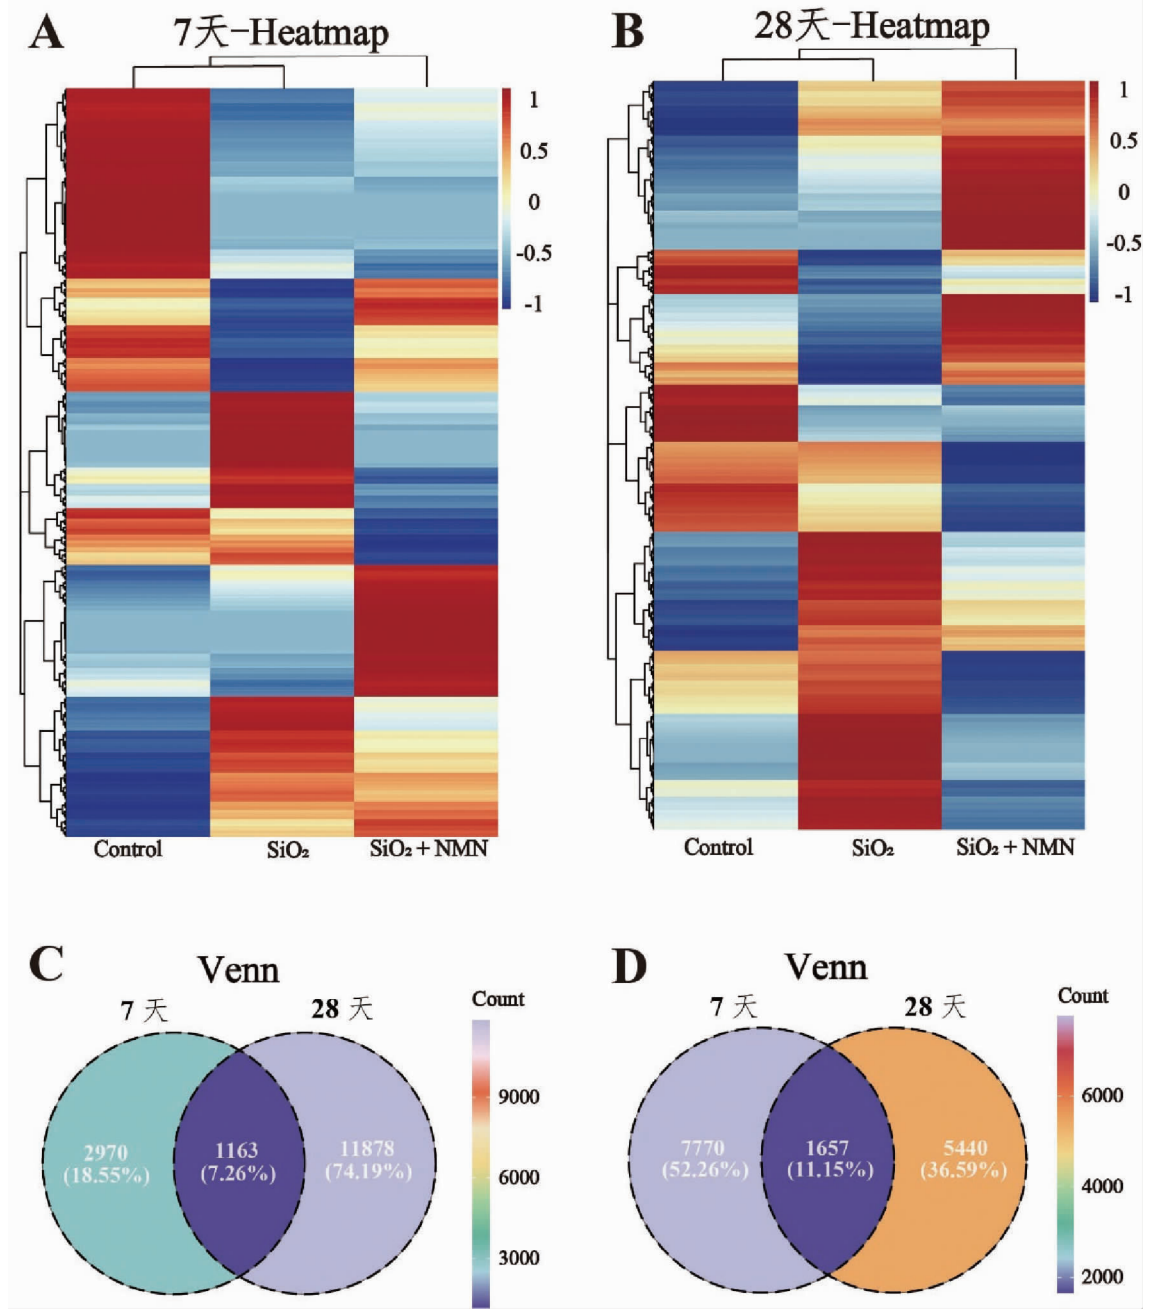 A
7天-Heatmap
1
0.5
0
-0.5
-1
Control
SiO₂
SiO₂ + NMN
B
28天-Heatmap
1
0.5
0
-0.5
-1
Control
SiO₂
SiO₂ + NMN
C
Venn
7 天
28 天
Count
2970
(18.55%)
1163
(7.26%)
11878
(74.19%)
9000
6000
3000
D
Venn
7 天
28 天
Count
7770
(52.26%)
1657
(11.15%)
5440
(36.59%)
6000
4000
2000